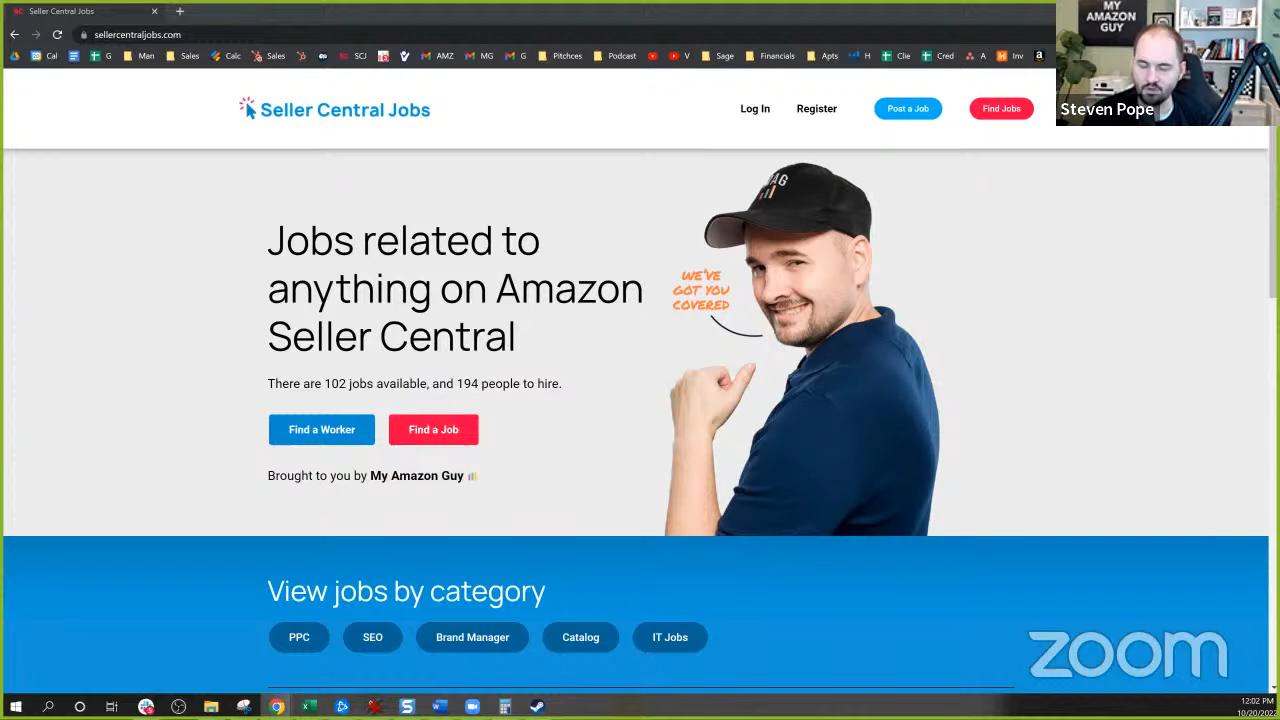 Seller Central Jobs
sellercentraljobs.com
Cal
G
Man
Sales
Calc
Sales
SCJ
AMZ
MG
G
Pitchces
Podcast
V
Sage
Financials
Apts
H
Clie
Cred
A
Inv
MY
AMAZON
GUY
Steven Pope
Seller Central Jobs
Log In
Register
Post a Job
Find Jobs
WE'VE
GOT YOU
COVERED
Jobs related to
anything on Amazon
Seller Central
There are 102 jobs available, and 194 people to hire.
Find a Worker
Find a Job
Brought to you by My Amazon Guy
View jobs by category
PPC
SEO
Brand Manager
Catalog
IT Jobs
zoom
12:02 PM